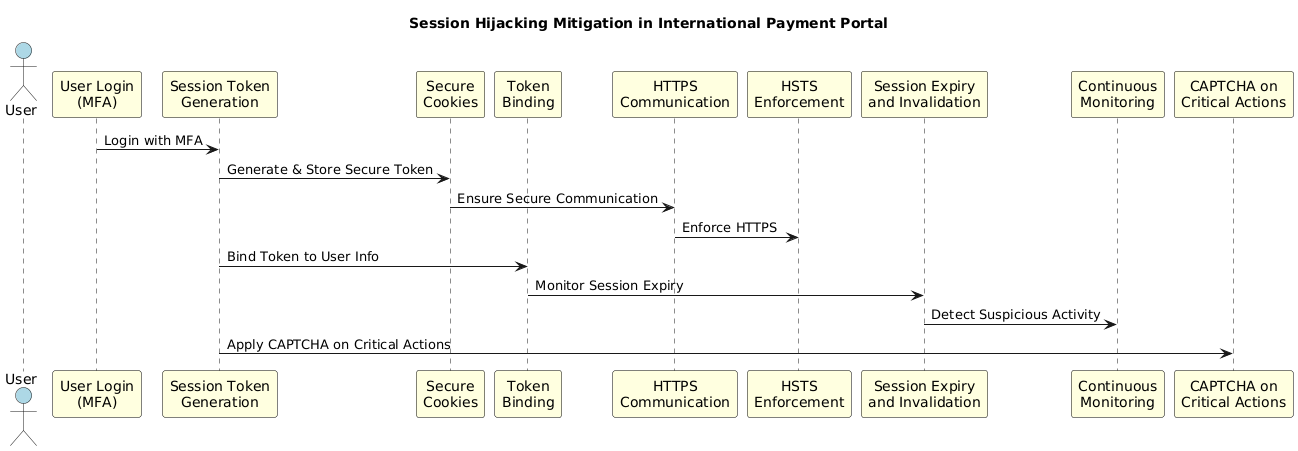 Session Hijacking Mitigation in International Payment Portal
User
User Login
(MFA)
Session Token
Generation
Secure
Cookies
Token
Binding
HTTPS
Communication
HSTS
Enforcement
Session Expiry
and Invalidation
Continuous
Monitoring
CAPTCHA on
Critical Actions
Login with MFA
Generate & Store Secure Token
Ensure Secure Communication
Enforce HTTPS
Bind Token to User Info
Monitor Session Expiry
Detect Suspicious Activity
Apply CAPTCHA on Critical Actions
User
User Login
(MFA)
Session Token
Generation
Secure
Cookies
Token
Binding
HTTPS
Communication
HSTS
Enforcement
Session Expiry
and Invalidation
Continuous
Monitoring
CAPTCHA on
Critical Actions